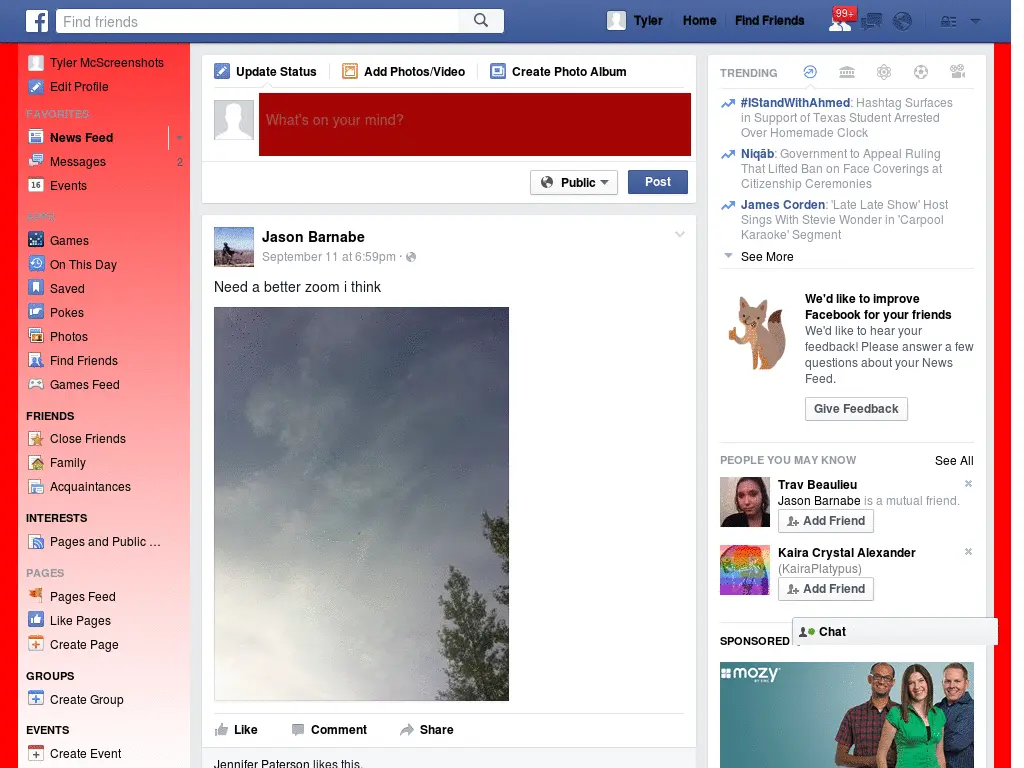 Find friends
Tyler
Home
Find Friends
99+
Tyler McScreenshots
Edit Profile
FAVORITES
News Feed
Messages 2
16 Events
APPS
Games
On This Day
Saved
Pokes
Photos
Find Friends
Games Feed
FRIENDS
Close Friends
Family
Acquaintances
INTERESTS
Pages and Public ...
PAGES
Pages Feed
Like Pages
Create Page
GROUPS
Create Group
EVENTS
Create Event
Update Status
Add Photos/Video
Create Photo Album
What's on your mind?
Public
Post
Jason Barnabe
September 11 at 6:59pm ·
Need a better zoom i think
Like
Comment
Share
Jennifer Paterson likes this.
TRENDING
#IStandWithAhmed: Hashtag Surfaces
in Support of Texas Student Arrested
Over Homemade Clock
Niqāb: Government to Appeal Ruling
That Lifted Ban on Face Coverings at
Citizenship Ceremonies
James Corden: 'Late Late Show' Host
Sings With Stevie Wonder in 'Carpool
Karaoke' Segment
See More
We'd like to improve
Facebook for your friends
We'd like to hear your
feedback! Please answer a few
questions about your News
Feed.
Give Feedback
PEOPLE YOU MAY KNOW
See All
Trav Beaulieu
Jason Barnabe is a mutual friend.
Add Friend
Kaira Crystal Alexander
(KairaPlatypus)
Add Friend
SPONSORED
Chat
mozy
BY EMC